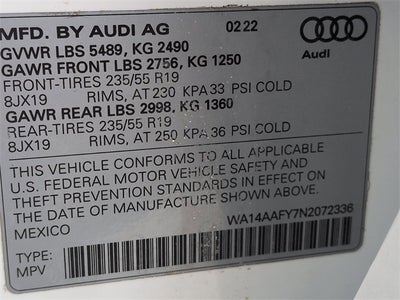 MFD. BY AUDI AG 02/22
GVWR LBS 5489, KG 2490
GAWR FRONT LBS 2756, KG 1250
FRONT-TIRES 235/55 R19
8JX19 RIMS, AT 230 KPA 33 PSI COLD
GAWR REAR LBS 2998, KG 1360
REAR-TIRES 235/55 R19
8JX19 RIMS, AT 250 KPA 36 PSI COLD
Audi
THIS VEHICLE CONFORMS TO ALL APPLICABLE
U.S. FEDERAL MOTOR VEHICLE SAFETY AND
THEFT PREVENTION STANDARDS IN EFFECT ON
THE DATE OF MANUFACTURE SHOWN ABOVE.
MEXICO WA14AAFY7N2072336
TYPE:
MPV